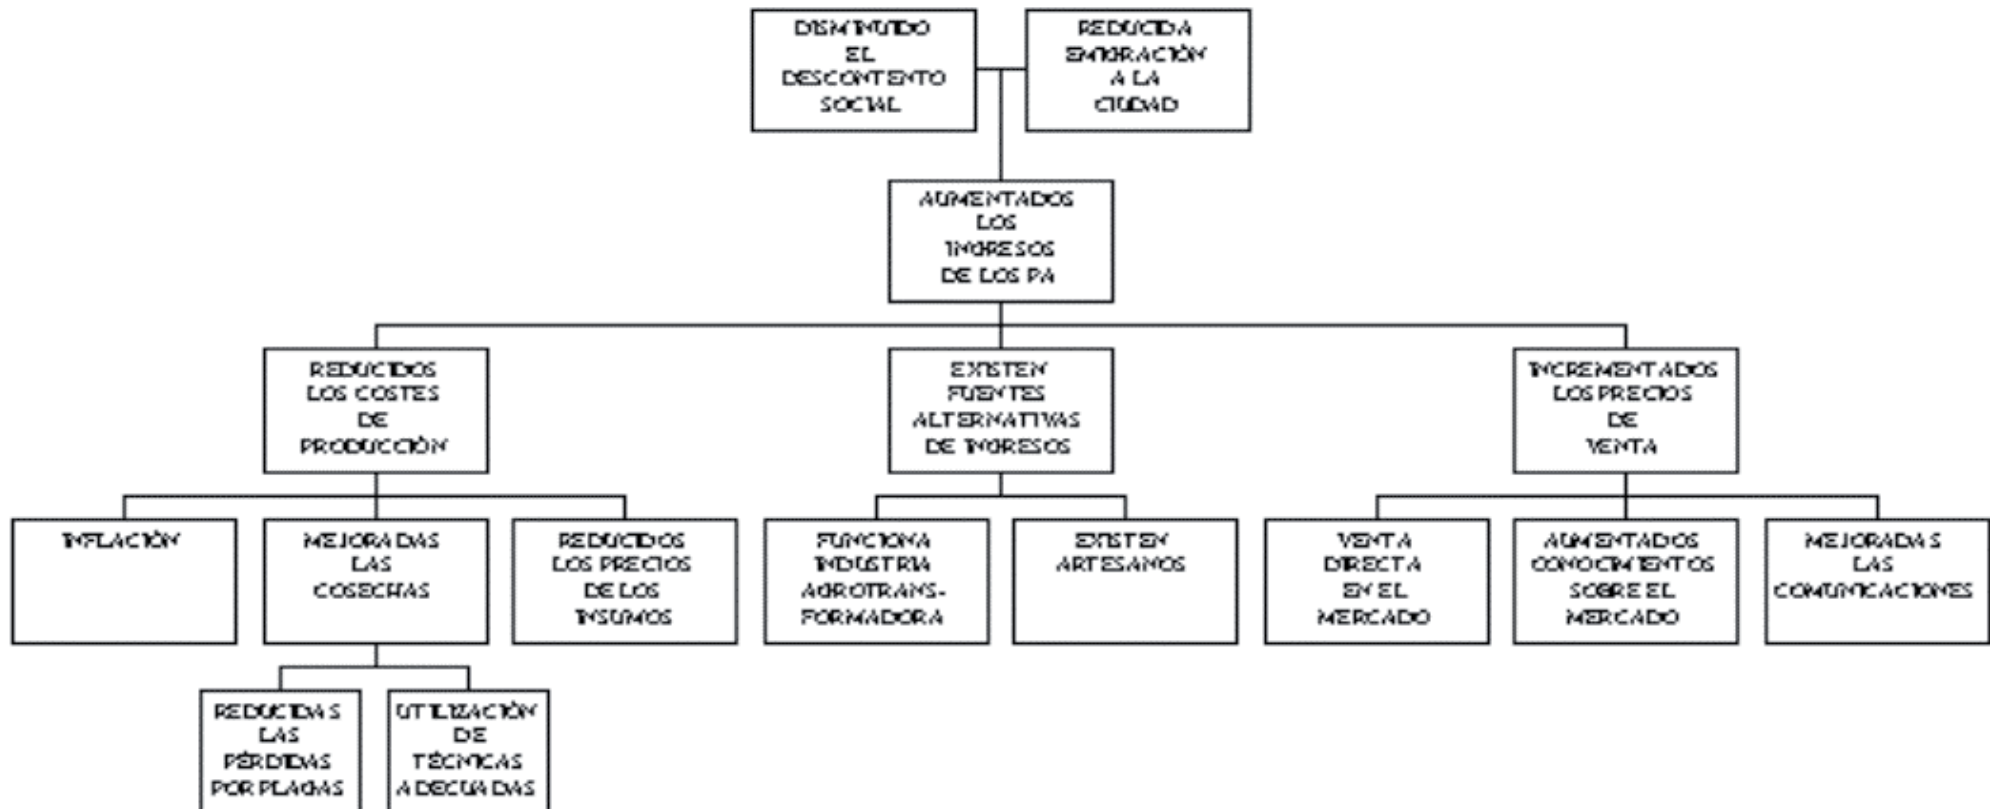 DISMINUIDO
EL
DESCONTENTO
SOCIAL
REDUCIDA
EMIGRACIÓN
A LA
CIUDAD
AUMENTADOS
LOS
INGRESOS
DE LOS PA
REDUCIDOS
LOS COSTES
DE
PRODUCCIÓN
EXISTEN
FUENTES
ALTERNATIVAS
DE INGRESOS
INCREMENTADOS
LOS PRECIOS
DE
VENTA
INFLACIÓN
MEJORADAS
LAS
COSECHAS
REDUCIDOS
LOS PRECIOS
DE LOS
INSUMOS
FUNCIONA
INDUSTRIA
AGROTRANS-
FORMADORA
EXISTEN
ARTESANOS
VENTA
DIRECTA
EN EL
MERCADO
AUMENTADOS
CONOCIMIENTOS
SOBRE EL
MERCADO
MEJORADAS
LAS
COMUNICACIONES
REDUCIDAS
LAS
PÉRDIDAS
POR PLAGAS
UTILIZACIÓN
DE
TÉCNICAS
ADECUADAS